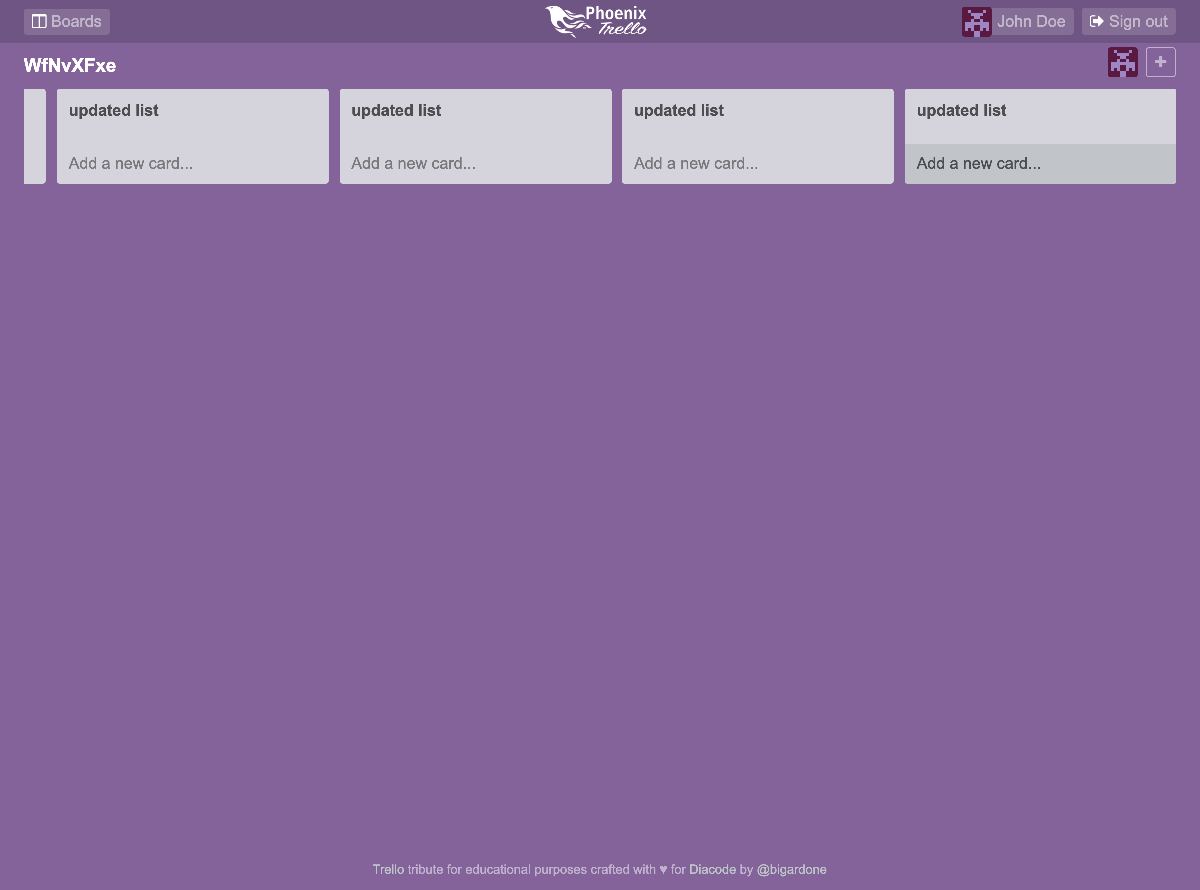 Boards
Phoenix
Trello
John Doe
Sign out
WfNvXFxe
+
updated list
Add a new card...
updated list
Add a new card...
updated list
Add a new card...
updated list
Add a new card...
Trello tribute for educational purposes crafted with ♥ for Diacode by @bigardone